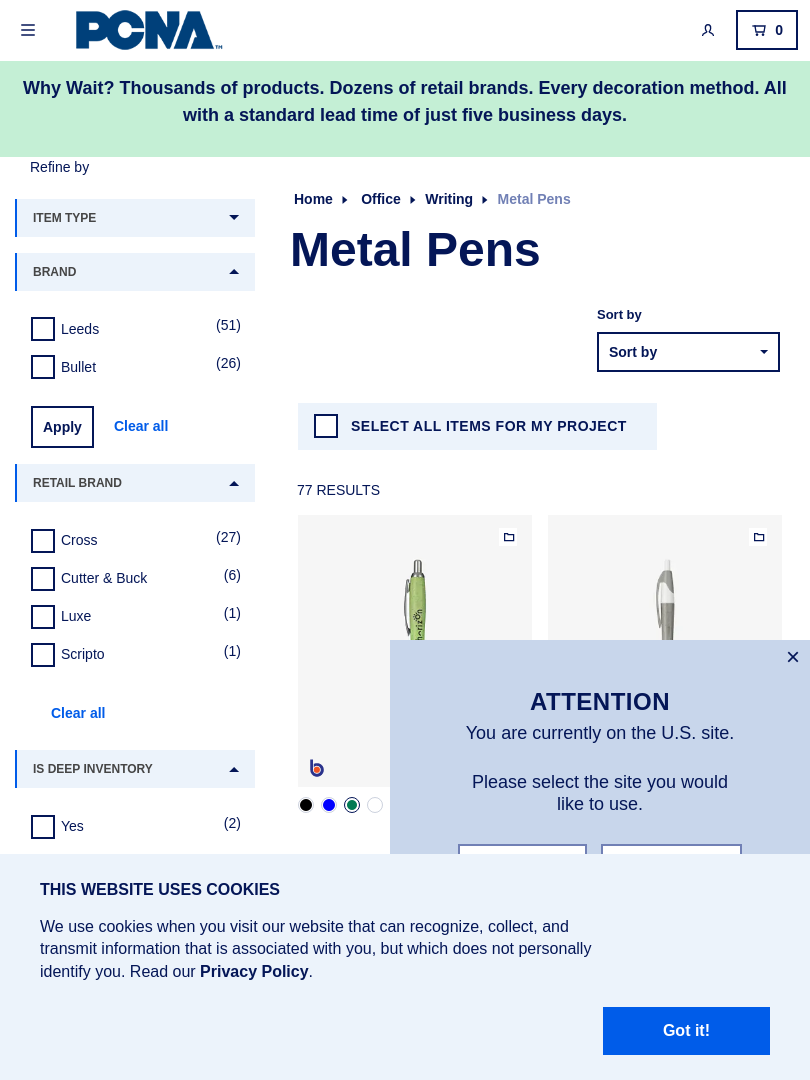 PCNA™
0
Why Wait? Thousands of products. Dozens of retail brands. Every decoration method. All
with a standard lead time of just five business days.
Refine by
ITEM TYPE
BRAND
Leeds (51)
Bullet (26)
Apply Clear all
RETAIL BRAND
Cross (27)
Cutter & Buck (6)
Luxe (1)
Scripto (1)
Clear all
IS DEEP INVENTORY
Yes (2)
Home Office Writing Metal Pens
Metal Pens
Sort by
Sort by
SELECT ALL ITEMS FOR MY PROJECT
77 RESULTS
b
ATTENTION
You are currently on the U.S. site.
Please select the site you would
like to use.
THIS WEBSITE USES COOKIES
We use cookies when you visit our website that can recognize, collect, and
transmit information that is associated with you, but which does not personally
identify you. Read our Privacy Policy.
Got it!